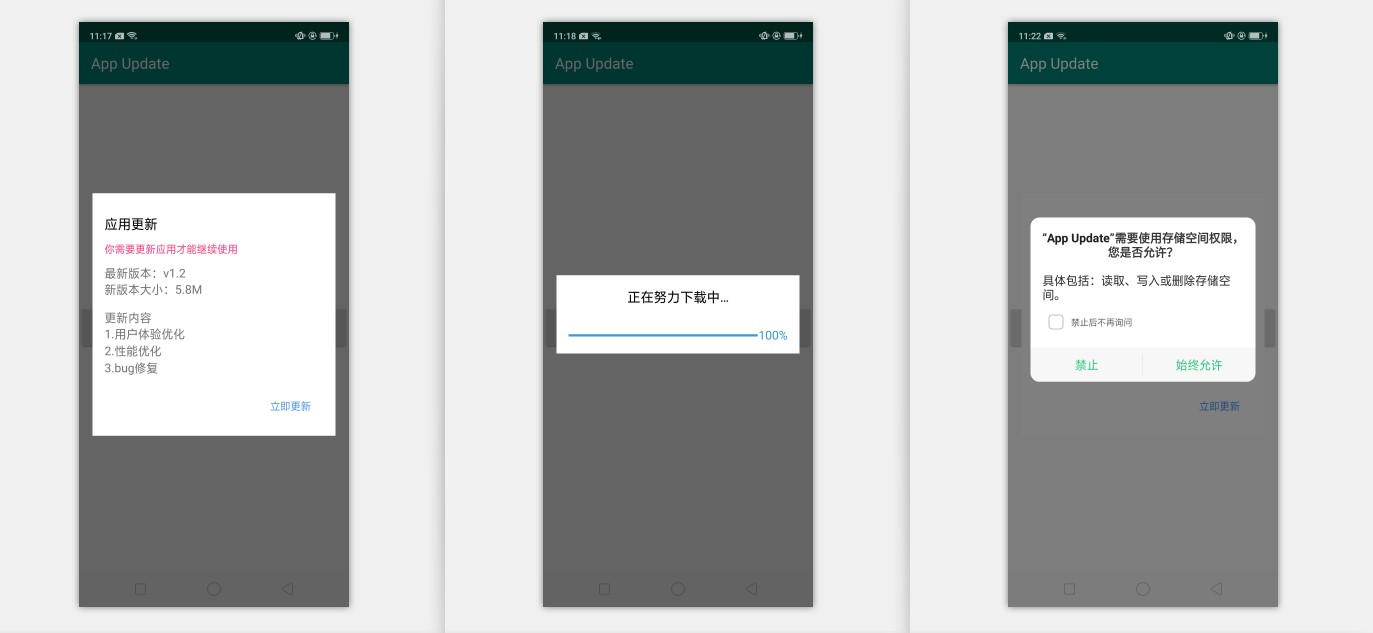 11:17
App Update
应用更新
你需要更新应用才能继续使用
最新版本：v1.2
新版本大小：5.8M
更新内容
1.用户体验优化
2.性能优化
3.bug修复
立即更新
11:18
App Update
正在努力下载中...
100%
11:22
App Update
“App Update”需要使用存储空间权限，
您是否允许？
具体包括：读取、写入或删除存储空
间。
禁止后不再询问
禁止
始终允许
立即更新